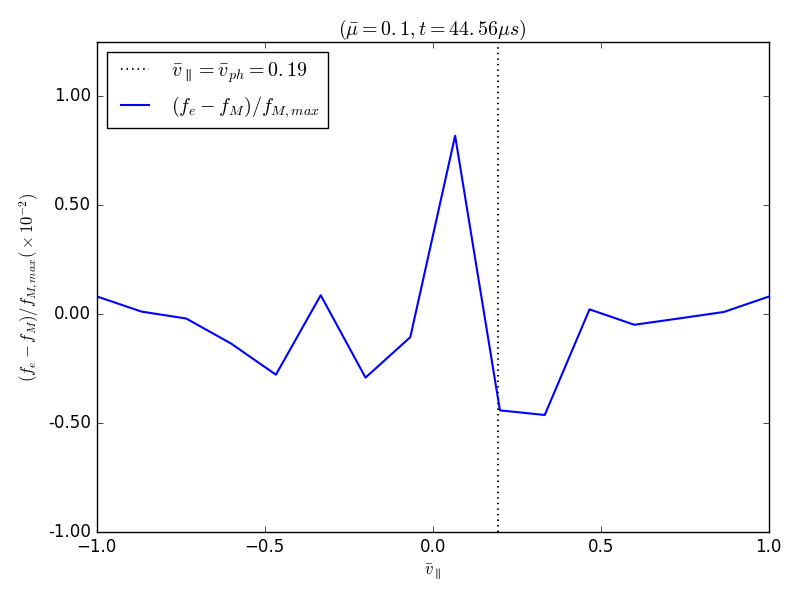 (μ̄ = 0.1, t = 44.56μs)
v̄∥ = v̄ph = 0.19
(fe − fM)/fM,max
1.00
0.50
0.00
-0.50
-1.00
(fe − fM)/fM,max(×10−2)
−1.0
−0.5
0.0
0.5
1.0
v̄∥